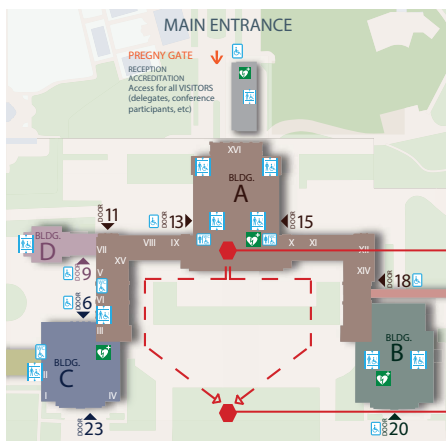 MAIN ENTRANCE
PREGNY GATE
RECEPTION
ACCREDITATION
Access for all VISITORS
(delegates, conference
participants, etc)
XVI
BLDG.
A
DOOR 11
DOOR 13
DOOR 15
BLDG.
D
VII
VIII
IX
X
XI
XII
XV
DOOR 9
V
XIV
DOOR 18
DOOR 6
VI
III
BLDG.
C
BLDG.
B
II
I
IV
DOOR 23
DOOR 20